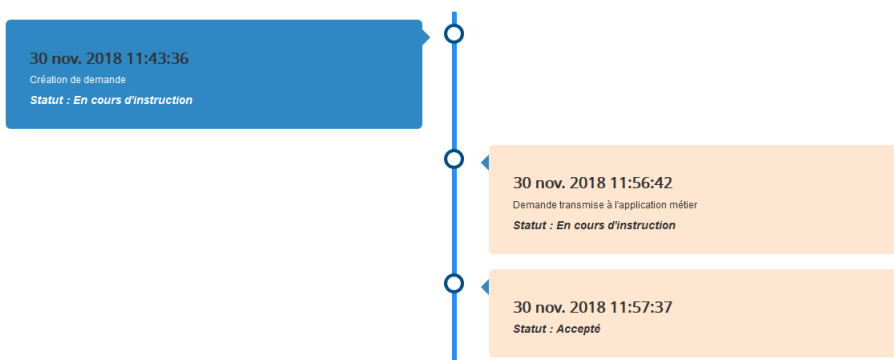 30 nov. 2018 11:43:36
Création de demande
Statut : En cours d'instruction
30 nov. 2018 11:56:42
Demande transmise à l'application métier
Statut : En cours d'instruction
30 nov. 2018 11:57:37
Statut : Accepté